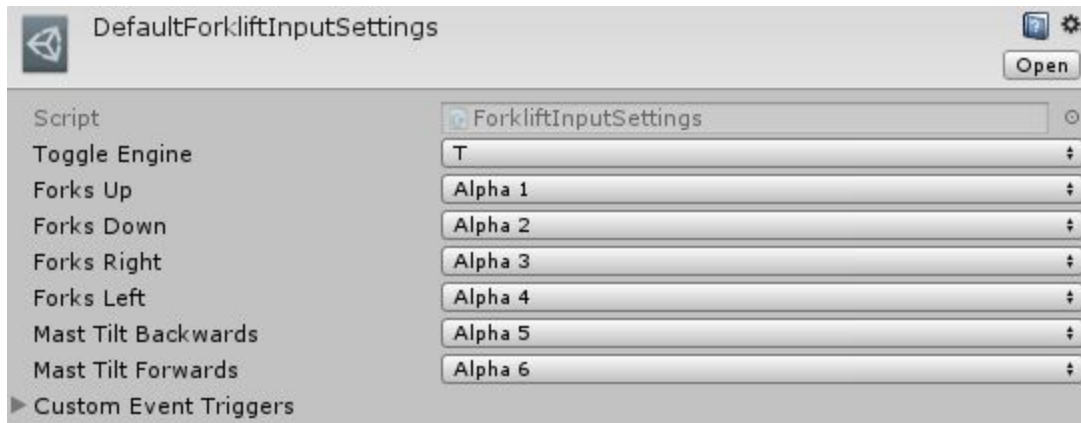 DefaultForkliftInputSettings
Open
Script ForkliftInputSettings
Toggle Engine T
Forks Up Alpha 1
Forks Down Alpha 2
Forks Right Alpha 3
Forks Left Alpha 4
Mast Tilt Backwards Alpha 5
Mast Tilt Forwards Alpha 6
Custom Event Triggers